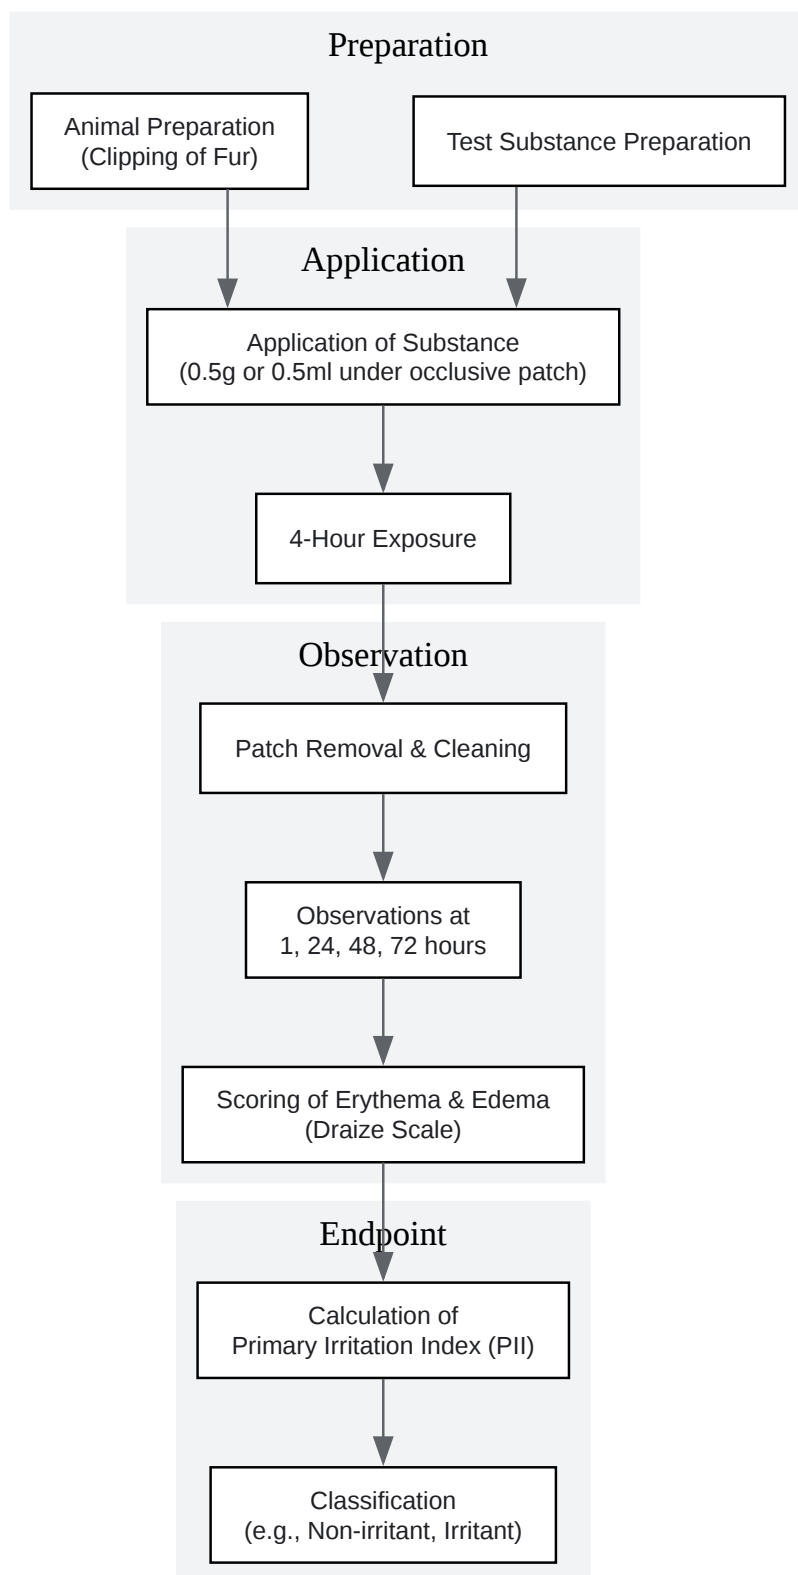 Preparation
Animal Preparation
(Clipping of Fur)
Test Substance Preparation
Application
Application of Substance
(0.5g or 0.5ml under occlusive patch)
4-Hour Exposure
Observation
Patch Removal & Cleaning
Observations at
1, 24, 48, 72 hours
Scoring of Erythema & Edema
(Draize Scale)
Endpoint
Calculation of
Primary Irritation Index (PII)
Classification
(e.g., Non-irritant, Irritant)